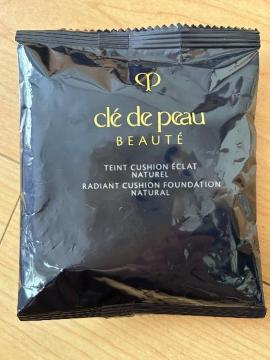 clé de peau
BEAUTÉ
TEINT CUSHION ÉCLAT
NATUREL
RADIANT CUSHION FOUNDATION
NATURAL